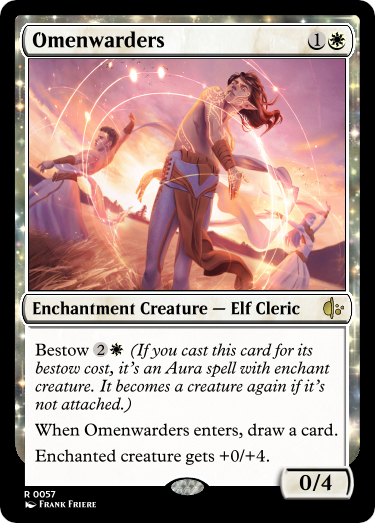 Omenwarders 1
Enchantment Creature — Elf Cleric
Bestow 2 (If you cast this card for its
bestow cost, it's an Aura spell with enchant
creature. It becomes a creature again if it's
not attached.)
When Omenwarders enters, draw a card.
Enchanted creature gets +0/+4.
0/4
R 0057
Frank Friere